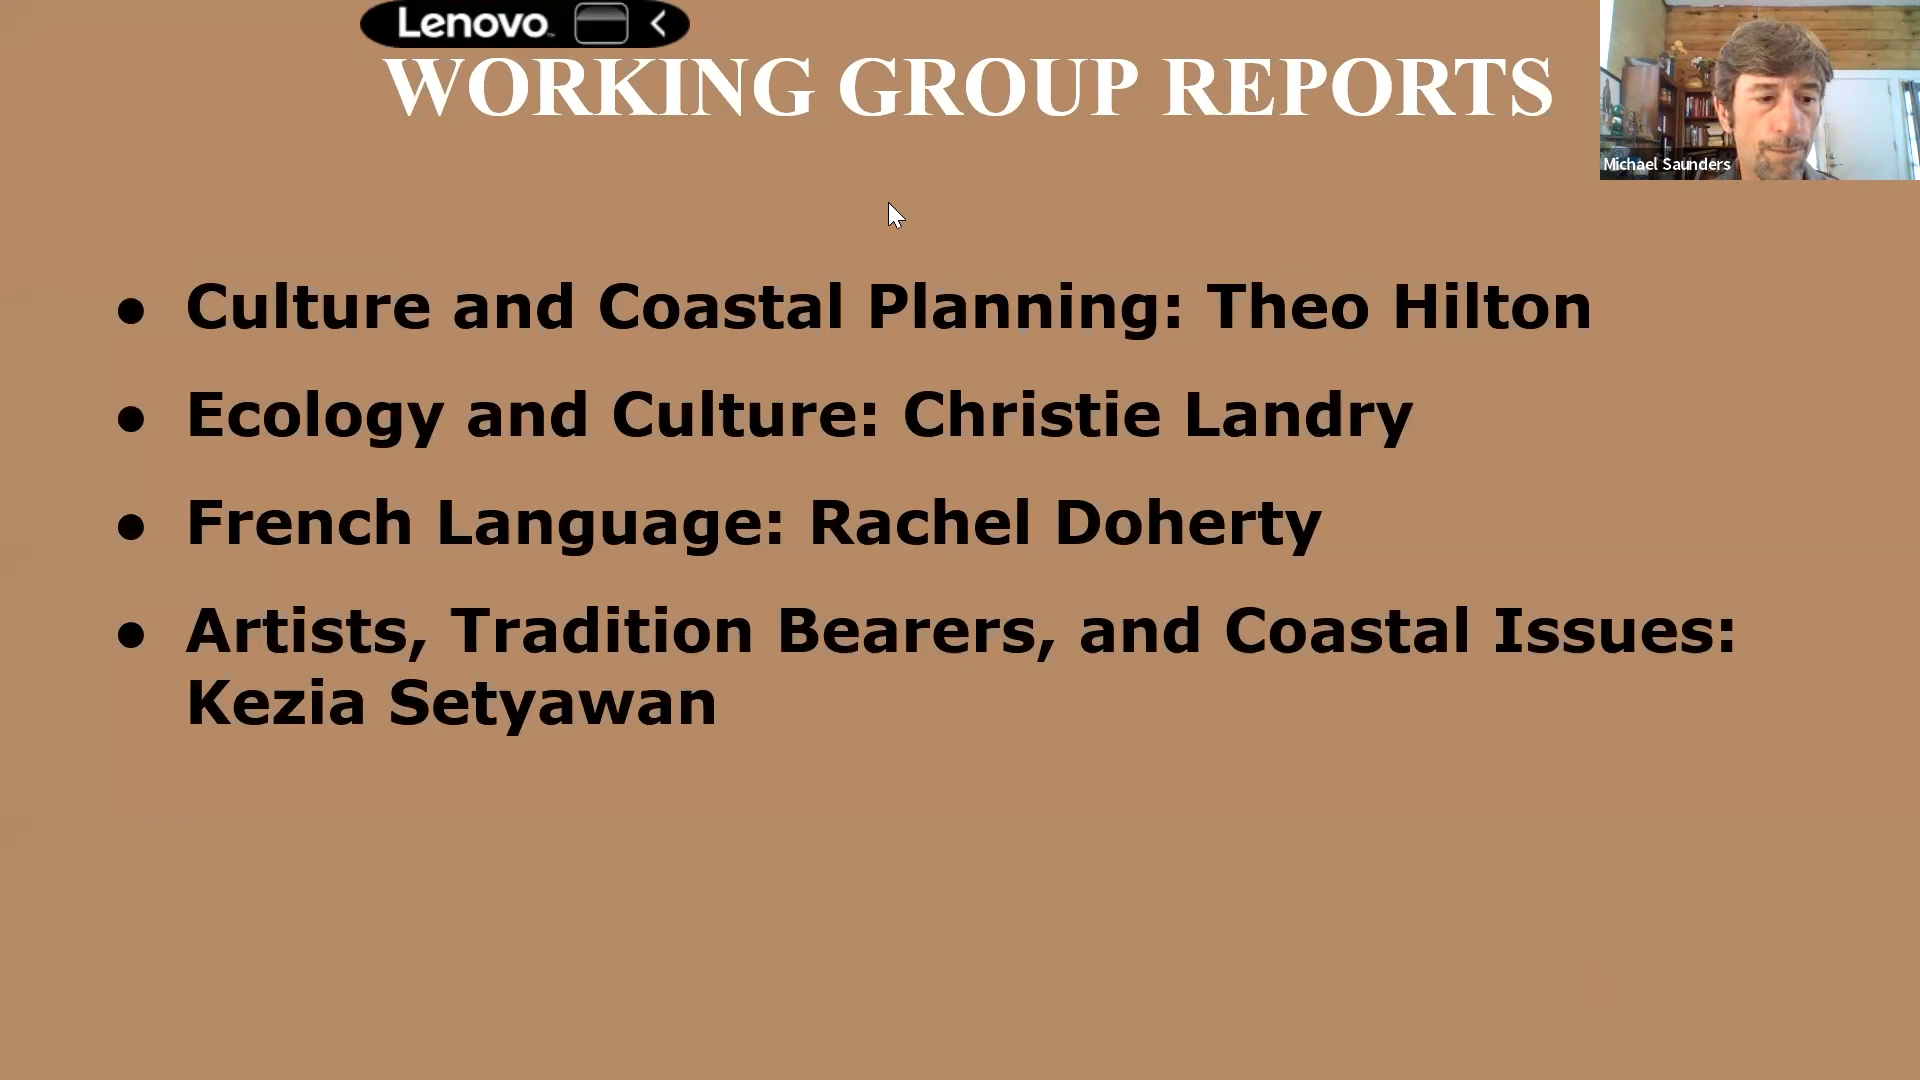 Lenovo
WORKING GROUP REPORTS
Michael Saunders
● Culture and Coastal Planning: Theo Hilton
● Ecology and Culture: Christie Landry
● French Language: Rachel Doherty
● Artists, Tradition Bearers, and Coastal Issues:
Kezia Setyawan